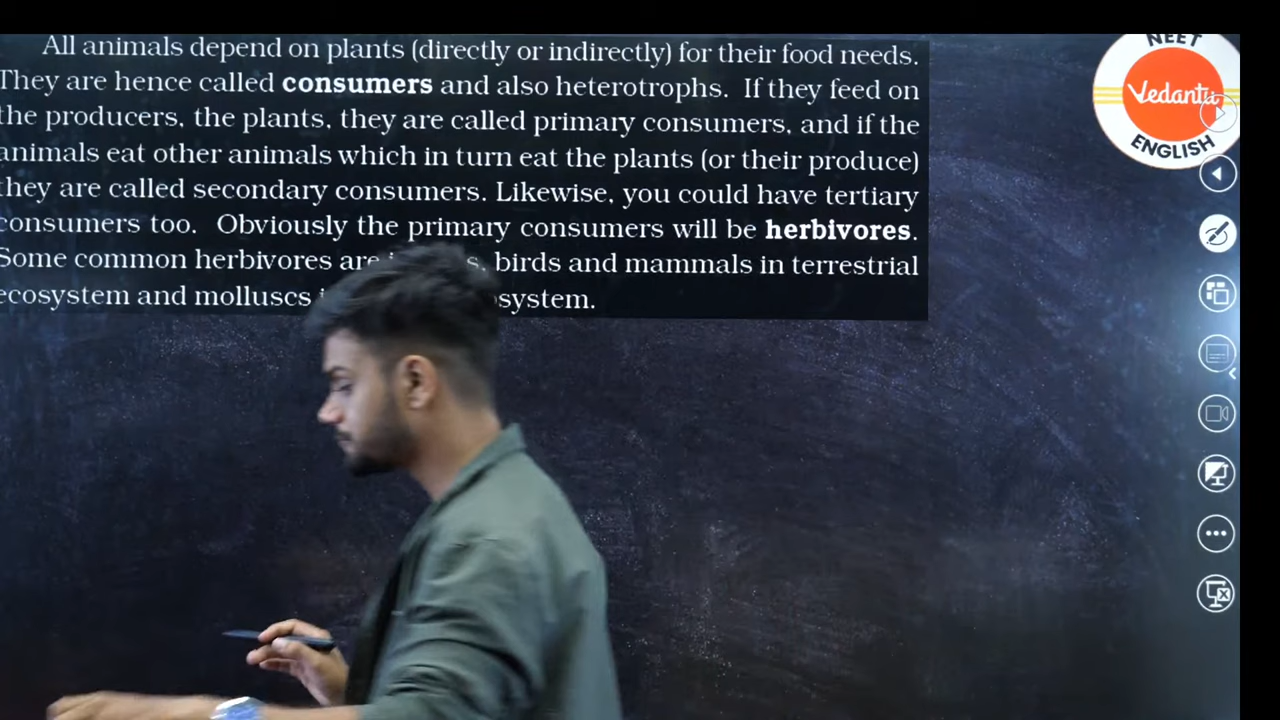 All animals depend on plants (directly or indirectly) for their food needs.
They are hence called consumers and also heterotrophs. If they feed on
the producers, the plants, they are called primary consumers, and if the
animals eat other animals which in turn eat the plants (or their produce)
they are called secondary consumers. Likewise, you could have tertiary
consumers too. Obviously the primary consumers will be herbivores.
Some common herbivores are birds and mammals in terrestrial
ecosystem and molluscs
NEET
Vedantu
ENGLISH